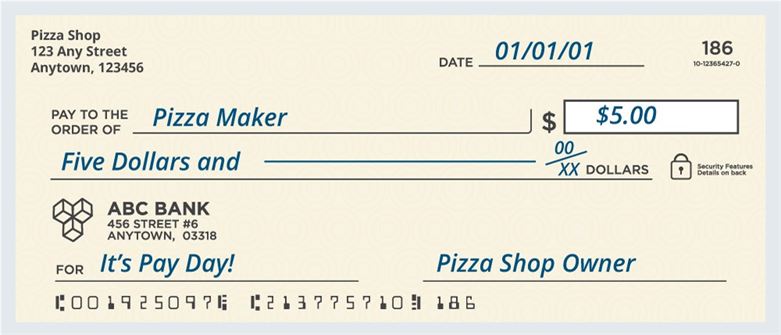 Pizza Shop
123 Any Street
Anytown, 123456
DATE 01/01/01
186
10-12365427-0
PAY TO THE ORDER OF Pizza Maker $ $5.00
Five Dollars and 00/XX DOLLARS
Security Features
Details on back
ABC BANK
456 STREET #6
ANYTOWN, 03318
FOR It's Pay Day! Pizza Shop Owner
⑆001925097⑆ ⑆213775710⑈ 186